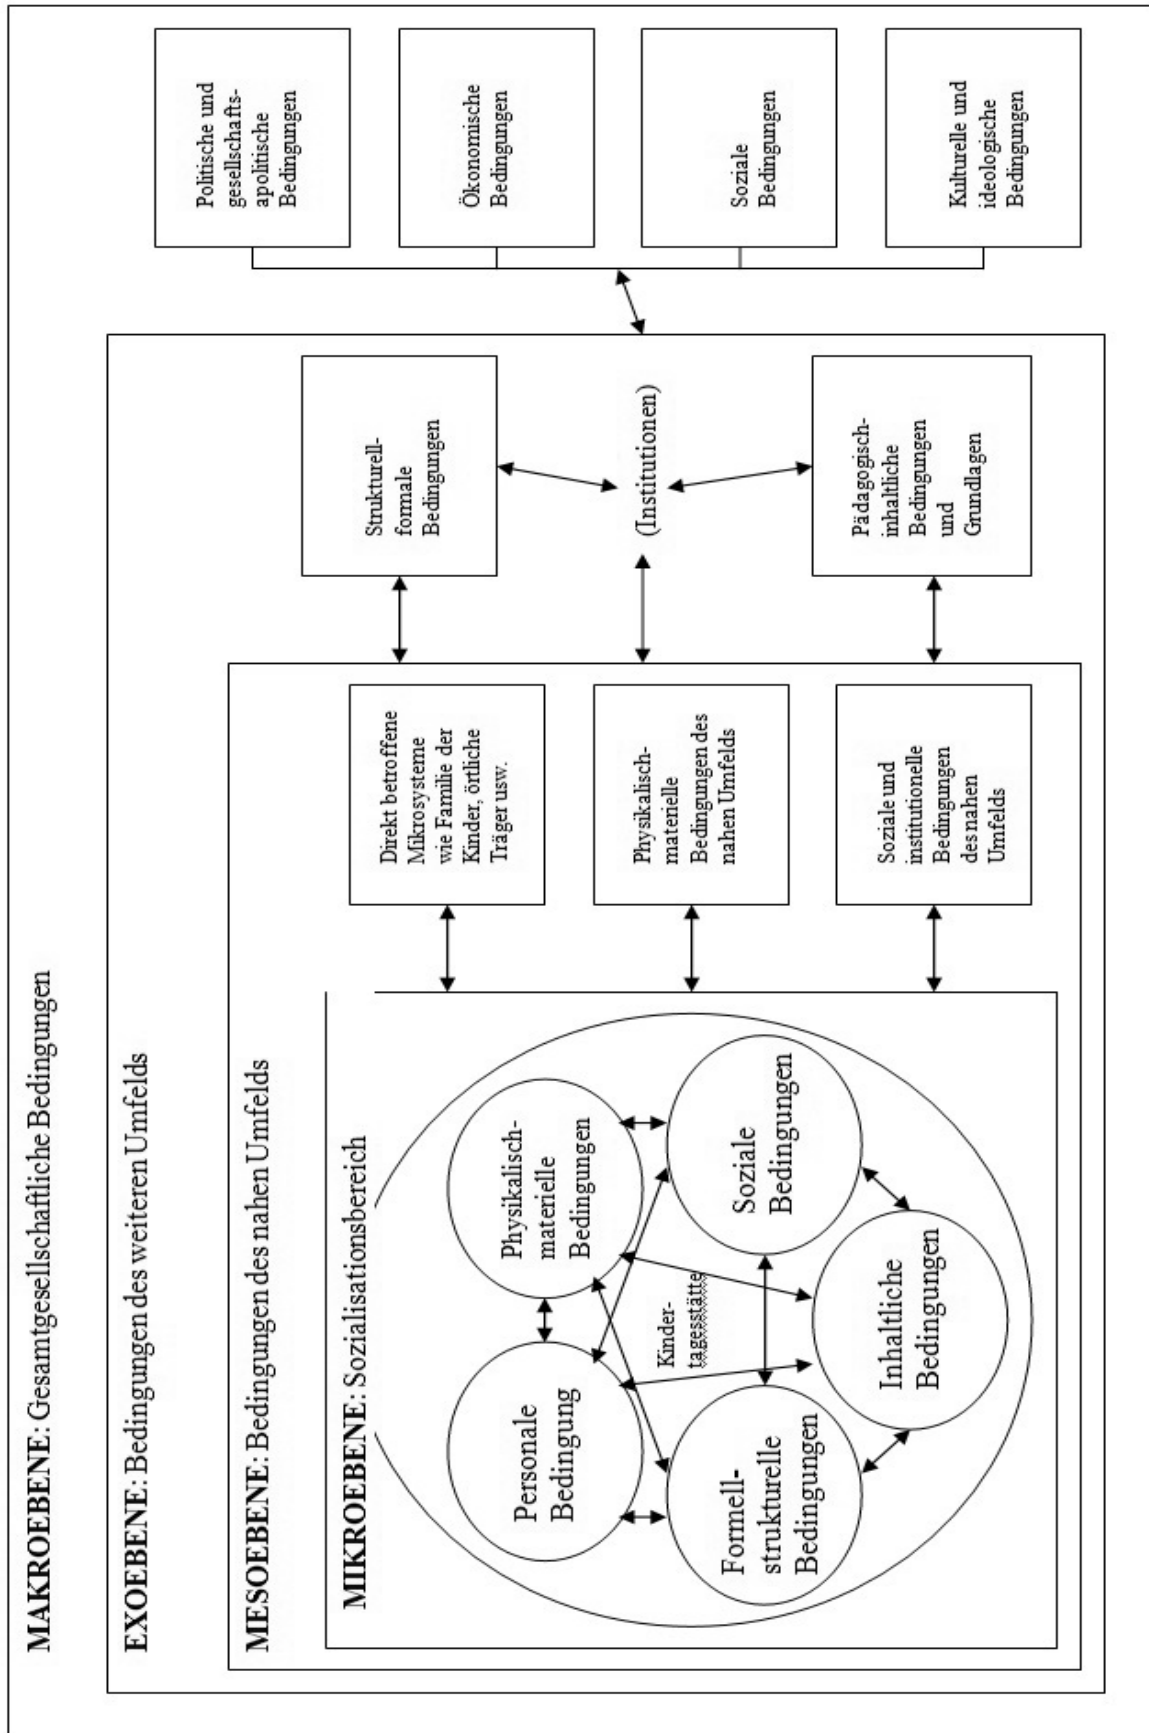 MAKROEBENE: Gesamtgesellschaftliche Bedingungen
EXOEBENE: Bedingungen des weiteren Umfelds
MESOEBENE: Bedingungen des nahen Umfelds
MIKROEBENE: Sozialisationsbereich
Personale
Bedingung
Physikalisch-
materielle
Bedingungen
Kinder-
tagesstätte
Formell-
strukturelle
Bedingungen
Soziale
Bedingungen
Inhaltliche
Bedingungen
Direkt betroffene
Mikrosysteme
wie Familie der
Kinder, örtliche
Träger usw.
Physikalisch-
materielle
Bedingungen des
nahen Umfelds
Soziale und
institutionelle
Bedingungen
des nahen
Umfelds
Strukturell-
formale
Bedingungen
(Institutionen)
Pädagogisch-
inhaltliche
Bedingungen
und
Grundlagen
Politische und
gesellschafts-
apolitische
Bedingungen
Ökonomische
Bedingungen
Soziale
Bedingungen
Kulturelle und
ideologische
Bedingungen